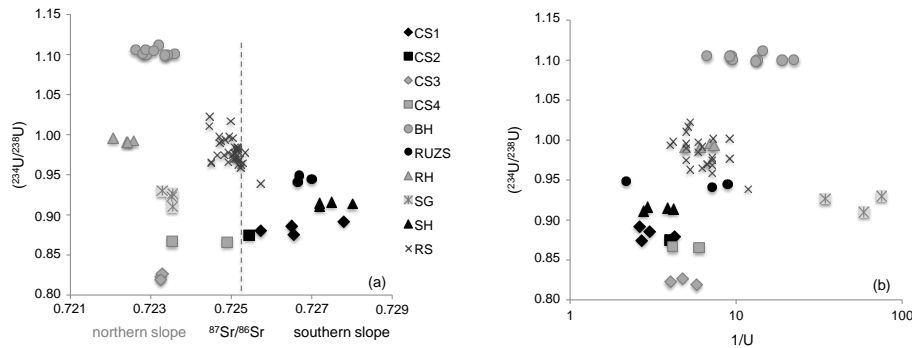 (a)
(²³⁴U/²³⁸U)
1.15
1.10
1.05
1.00
0.95
0.90
0.85
0.80
0.721
0.723
0.725
0.727
0.729
northern slope
⁸⁷Sr/⁸⁶Sr
southern slope
CS1
CS2
CS3
CS4
BH
RUZS
RH
SG
SH
RS
(a)
(²³⁴U/²³⁸U)
1.15
1.10
1.05
1.00
0.95
0.90
0.85
0.80
1
10
100
1/U
(b)
(b)